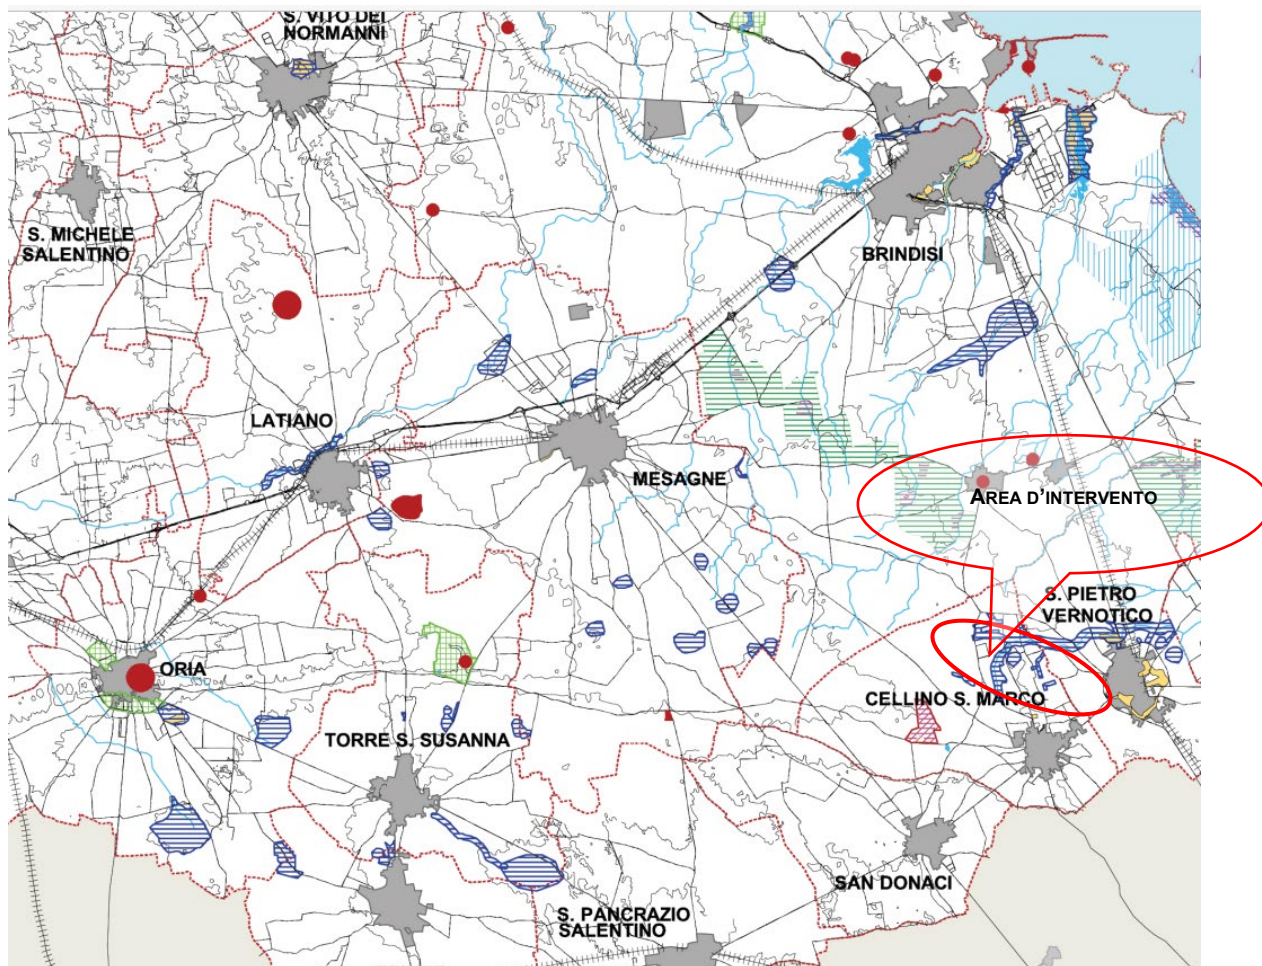 S. VITO DEI
NORMANNI
S. MICHELE
SALENTINO
BRINDISI
LATIANO
MESAGNE
AREA D'INTERVENTO
S. PIETRO
VERNOTICO
ORIA
CELLINO S. MARCO
TORRE S. SUSANNA
SAN DONACI
S. PANCRAZIO
SALENTINO